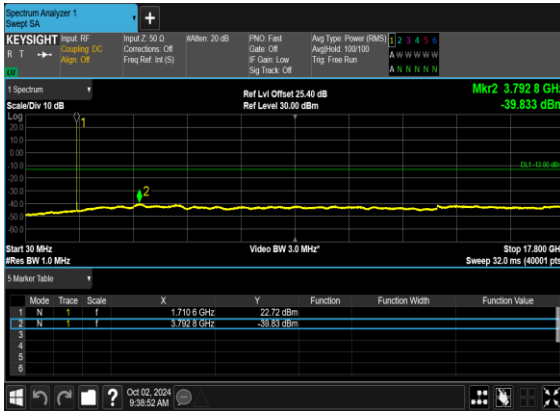 Spectrum Analyzer 1
Swept SA
+
KEYSIGHT
R T
LXI
Input: RF
Coupling: DC
Align: Off
Input Z: 50 Ω
Corrections: Off
Freq Ref: Int (S)
#Atten: 20 dB
PNO: Fast
Gate: Off
IF Gain: Low
Sig Track: Off
Avg Type: Power (RMS)
Avg|Hold: 100/100
Trig: Free Run
1 2 3 4 5 6
A W W W W W
A N N N N N
1 Spectrum
Scale/Div 10 dB
Ref Lvl Offset 25.40 dB
Ref Level 30.00 dBm
Mkr2 3.792 8 GHz
-39.833 dBm
Log
20.0
10.0
0.00
-10.0
-20.0
-30.0
-40.0
-50.0
-60.0
1
2
DL1 -13.00 dBm
Start 30 MHz
#Res BW 1.0 MHz
Video BW 3.0 MHz*
Stop 17.800 GHz
Sweep 32.0 ms (40001 pts)
5 Marker Table
Mode Trace Scale X Y Function Function Width Function Value
1 N 1 f 1.710 6 GHz 22.72 dBm
2 N 1 f 3.792 8 GHz -39.83 dBm
3
4
5
6
?
Oct 02, 2024
9:38:52 AM